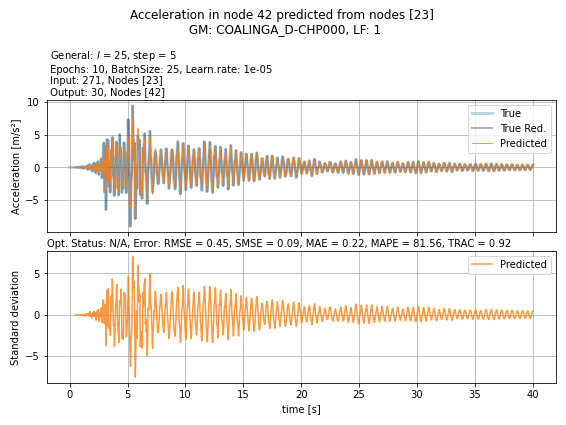 Acceleration in node 42 predicted from nodes [23]
GM: COALINGA_D-CHP000, LF: 1
General: l = 25, step = 5
Epochs: 10, BatchSize: 25, Learn.rate: 1e-05
Input: 271, Nodes [23]
Output: 30, Nodes [42]
10
5
0
−5
Acceleration [m/s²]
True
True Red.
Predicted
Opt. Status: N/A, Error: RMSE = 0.45, SMSE = 0.09, MAE = 0.22, MAPE = 81.56, TRAC = 0.92
5
0
−5
Standard deviation
Predicted
0 5 10 15 20 25 30 35 40
time [s]